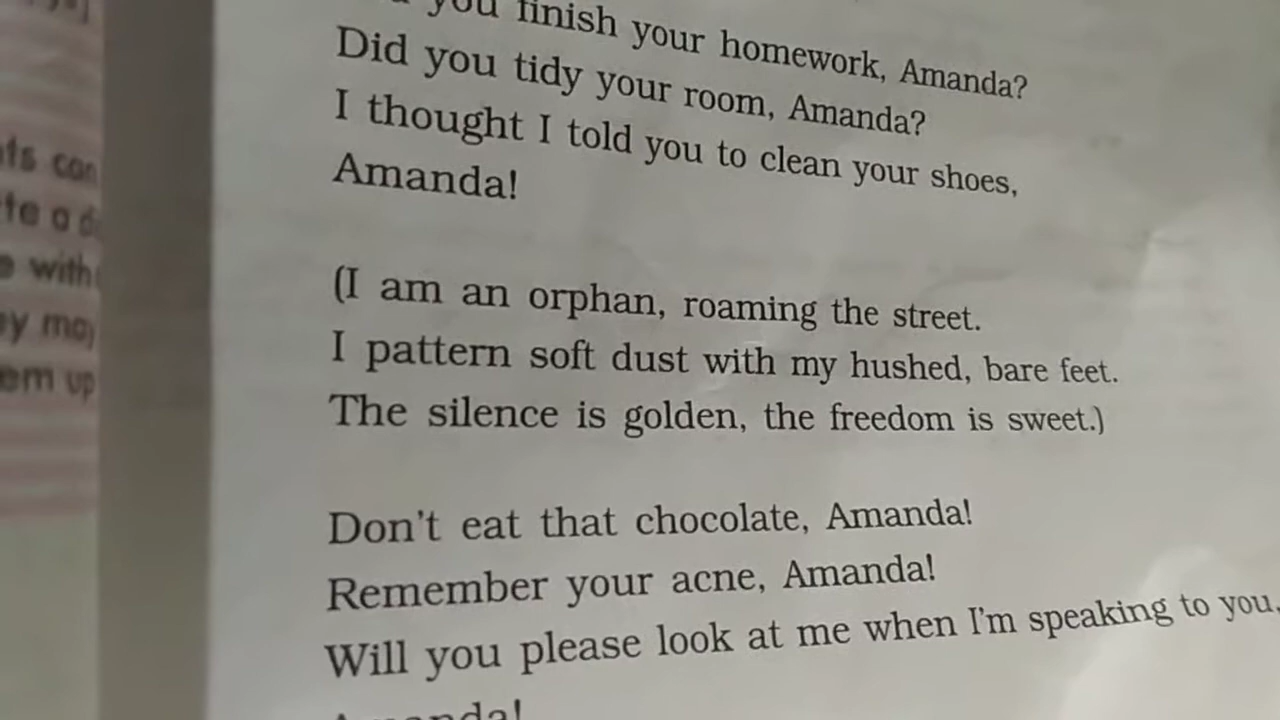 you finish your homework, Amanda?
Did you tidy your room, Amanda?
I thought I told you to clean your shoes,
Amanda!
(I am an orphan, roaming the street.
I pattern soft dust with my hushed, bare feet.
The silence is golden, the freedom is sweet.)
Don't eat that chocolate, Amanda!
Remember your acne, Amanda!
Will you please look at me when I'm speaking to you,
Amanda!